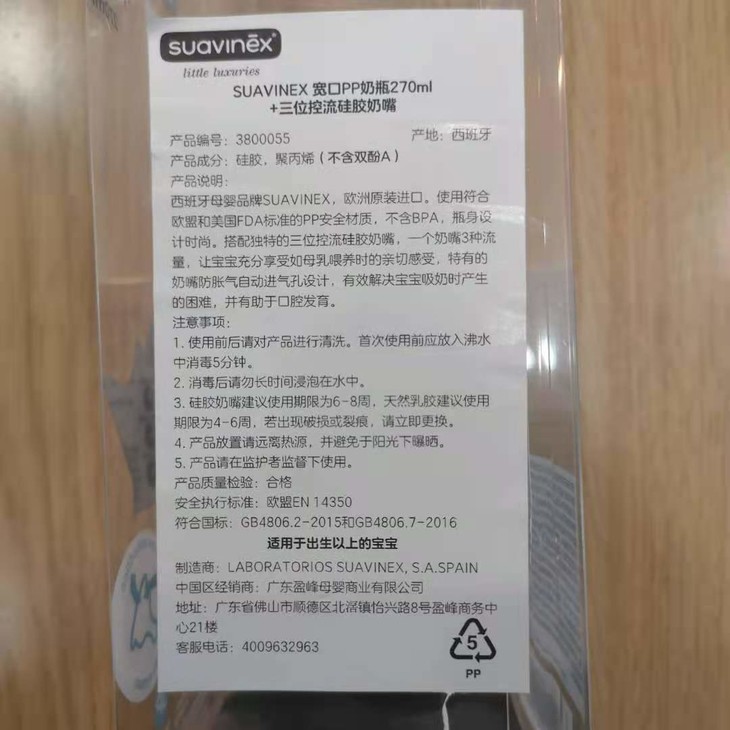 suavinēx
little luxuries
SUAVINEX 宽口PP奶瓶270ml
+三位控流硅胶奶嘴
产品编号：3800055 产地：西班牙
产品成分：硅胶，聚丙烯（不含双酚A）
产品说明：
西班牙母婴品牌SUAVINEX，欧洲原装进口。使用符合
欧盟和美国FDA标准的PP安全材质，不含BPA，瓶身设
计时尚。搭配独特的三位控流硅胶奶嘴，一个奶嘴3种流
量，让宝宝充分享受如母乳喂养时的亲切感受，特有的
奶嘴防胀气自动进气孔设计，有效解决宝宝吸奶时产生
的困难，并有助于口腔发育。
注意事项：
1. 使用前后请对产品进行清洗。首次使用前应放入沸水
中消毒5分钟。
2. 消毒后请勿长时间浸泡在水中。
3. 硅胶奶嘴建议使用期限为6-8周，天然乳胶建议使用
期限为4-6周，若出现破损或裂痕，请立即更换。
4. 产品放置请远离热源，并避免于阳光下曝晒。
5. 产品请在监护者监督下使用。
产品质量检验：合格
安全执行标准：欧盟EN 14350
符合国标：GB4806.2-2015和GB4806.7-2016
适用于出生以上的宝宝
制造商：LABORATORIOS SUAVINEX, S.A.SPAIN
中国区经销商：广东盈峰母婴商业有限公司
地址：广东省佛山市顺德区北滘镇怡兴路8号盈峰商务中
心21楼
客服电话：4009632963
5
PP